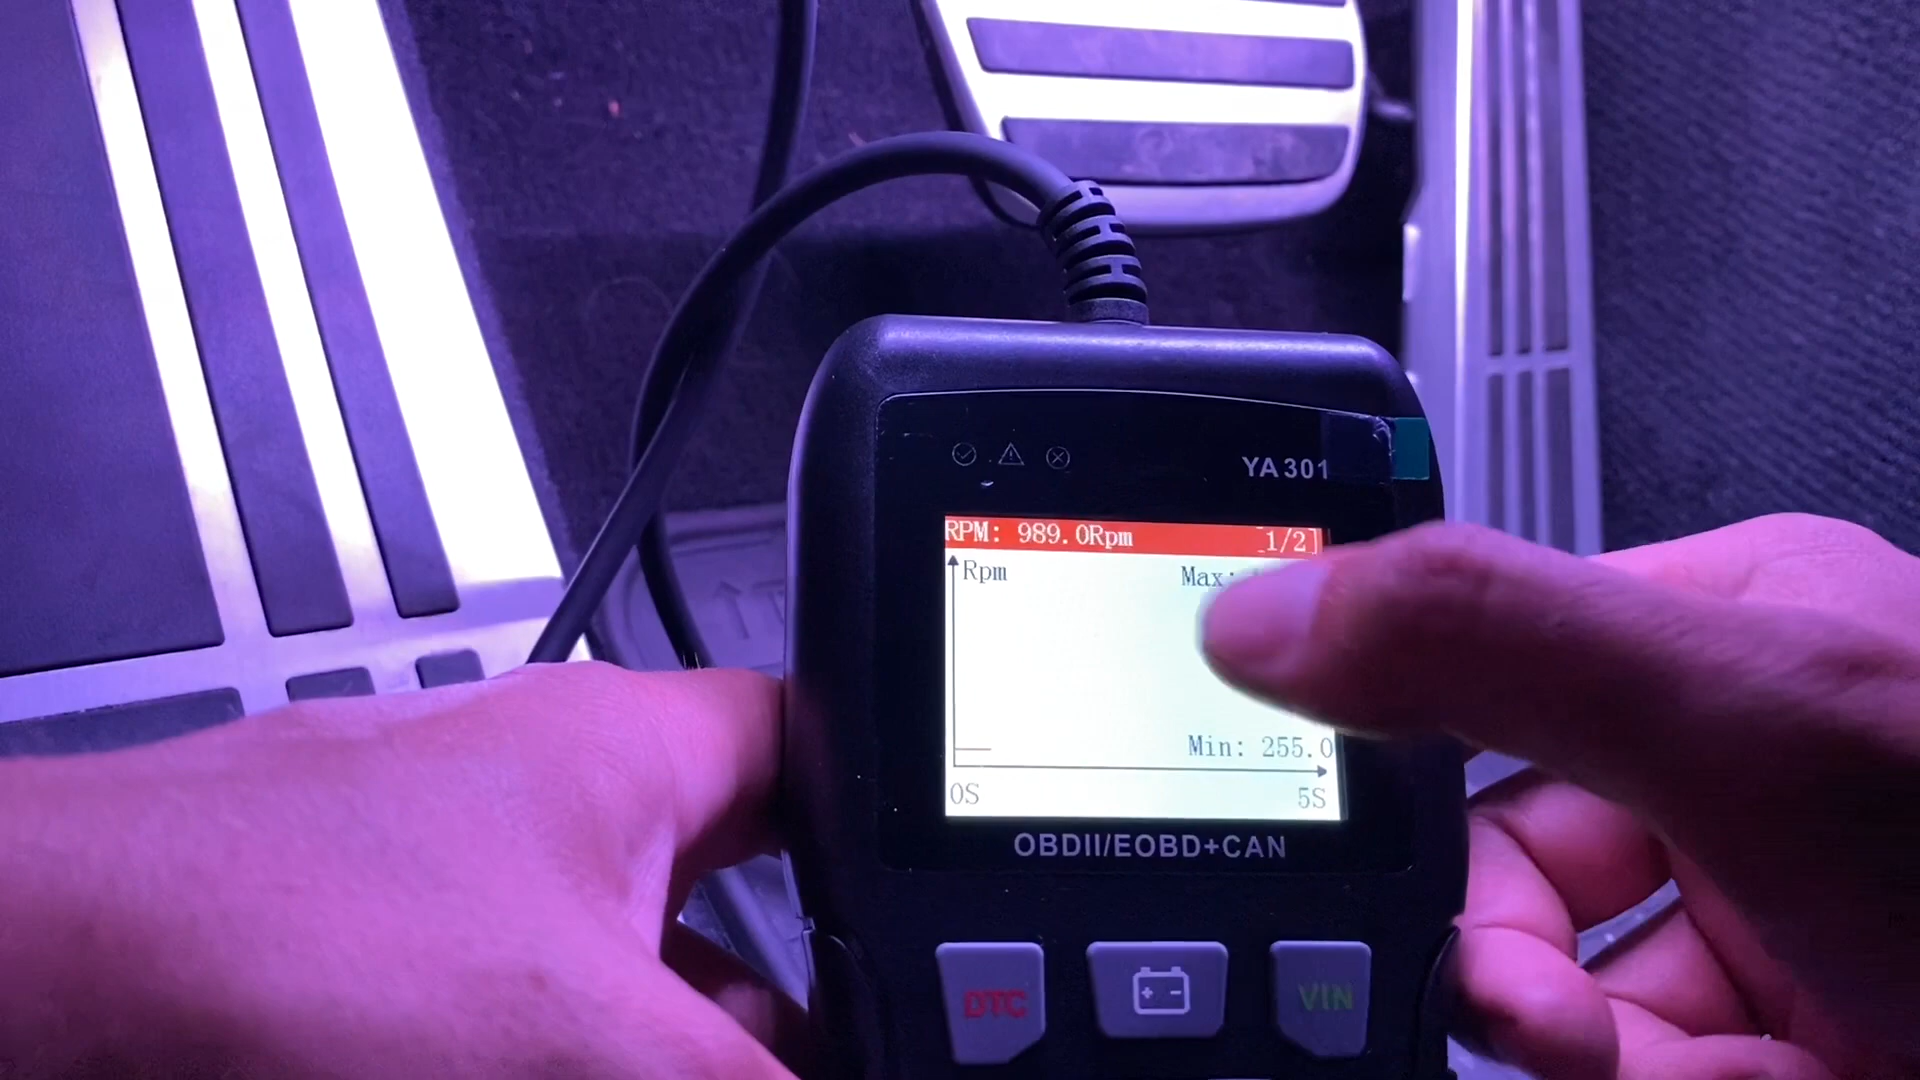 YA301
RPM: 989.0Rpm [1/2]
Rpm Max:
Min: 255.0
0S 5S
OBDII/EOBD+CAN
DTC + - VIN